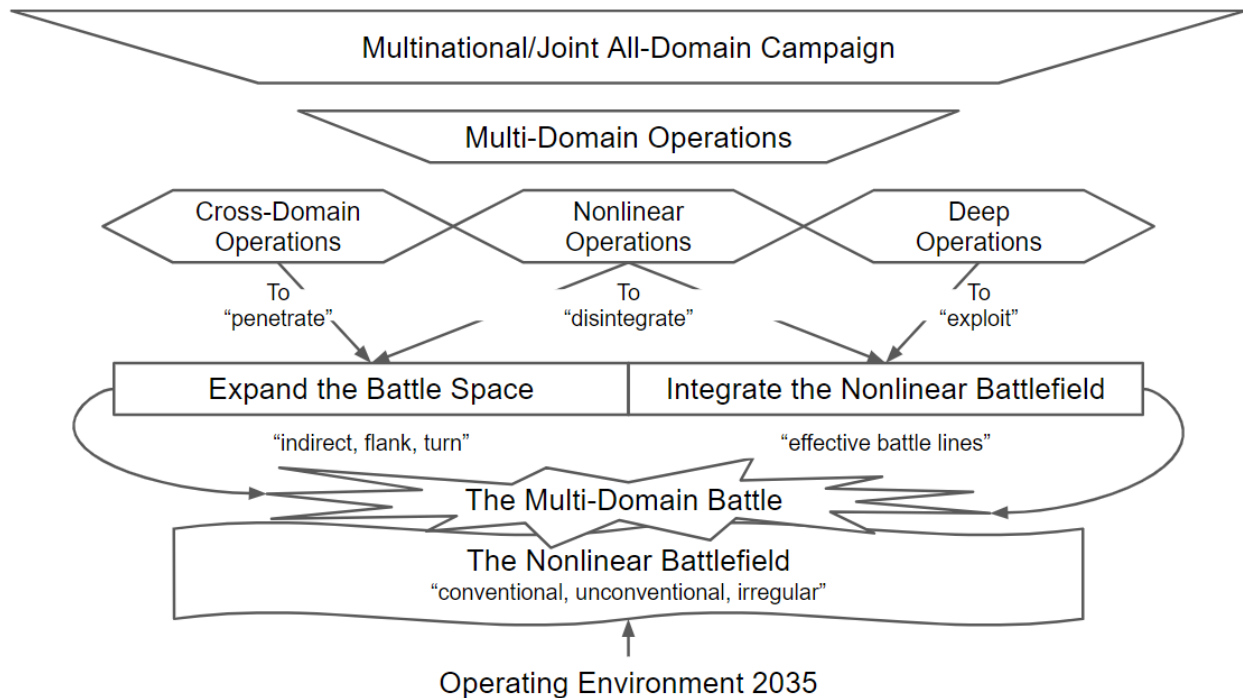 Multinational/Joint All-Domain Campaign
Multi-Domain Operations
Cross-Domain
Operations
Nonlinear
Operations
Deep
Operations
To
“penetrate”
To
“disintegrate”
To
“exploit”
Expand the Battle Space
Integrate the Nonlinear Battlefield
“indirect, flank, turn”
“effective battle lines”
The Multi-Domain Battle
The Nonlinear Battlefield
“conventional, unconventional, irregular”
Operating Environment 2035